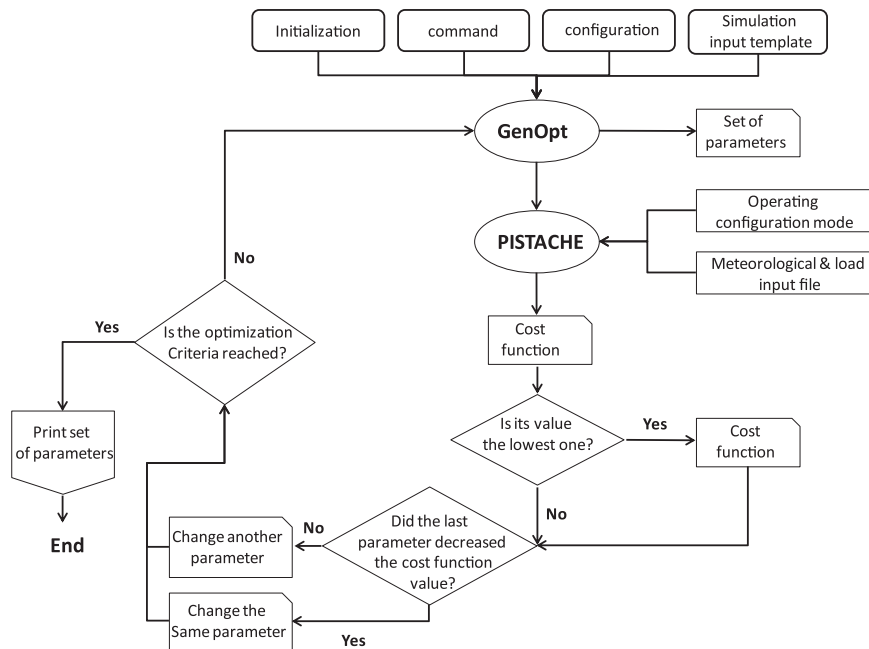 Initialization
command
configuration
Simulation
input template
GenOpt
Set of
parameters
PISTACHE
Operating
configuration mode
Meteorological & load
input file
No
Yes
Is the optimization
Criteria reached?
Cost
function
Is its value
the lowest one?
Yes
Cost
function
Print set
of parameters
End
No
Did the last
parameter decreased
the cost function
value?
No
Change another
parameter
Change the
Same parameter
Yes